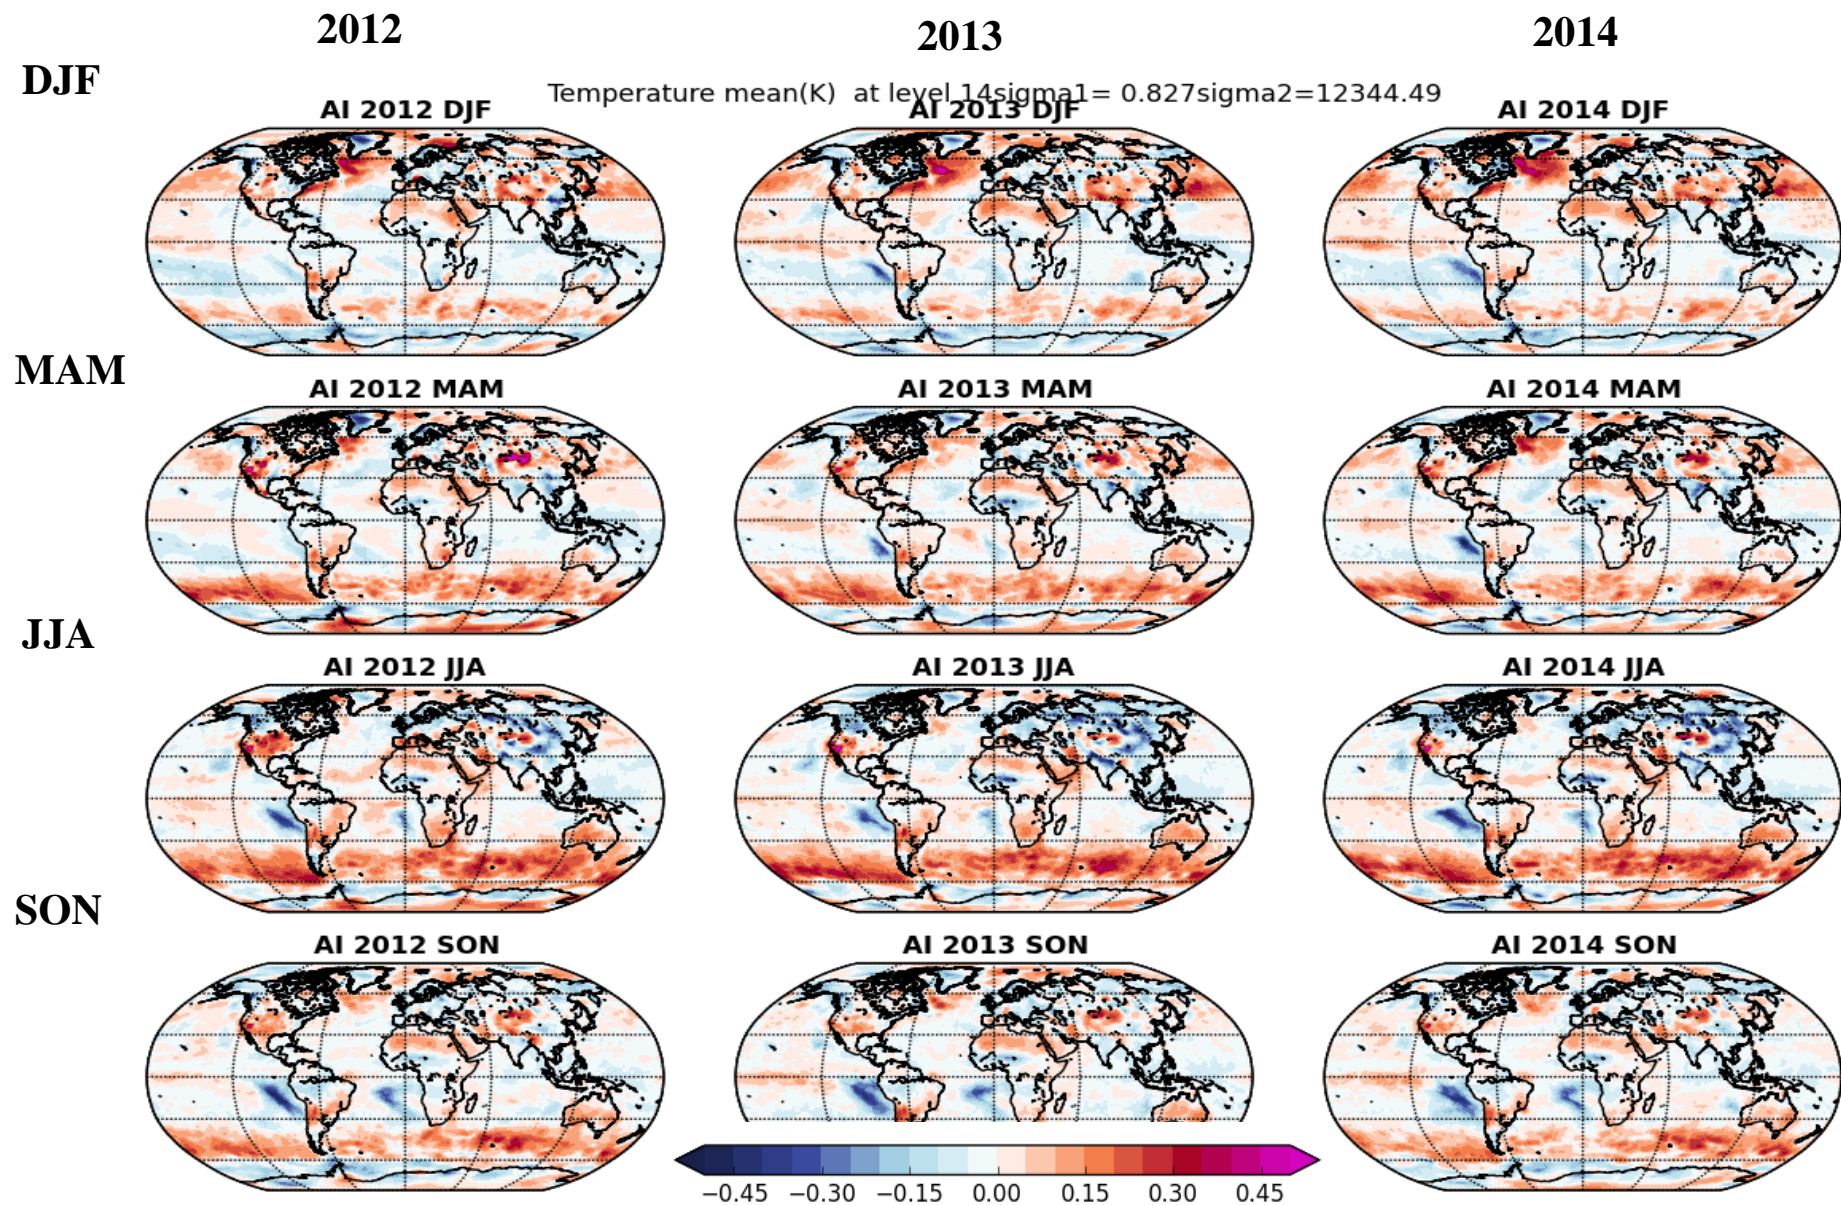 2012
2013
2014
DJF
Temperature mean(K)  at level 14sigma1= 0.827sigma2=12344.49
AI 2012 DJF
AI 2013 DJF
AI 2014 DJF
MAM
AI 2012 MAM
AI 2013 MAM
AI 2014 MAM
JJA
AI 2012 JJA
AI 2013 JJA
AI 2014 JJA
SON
AI 2012 SON
AI 2013 SON
AI 2014 SON
−0.45 −0.30 −0.15 0.00 0.15 0.30 0.45